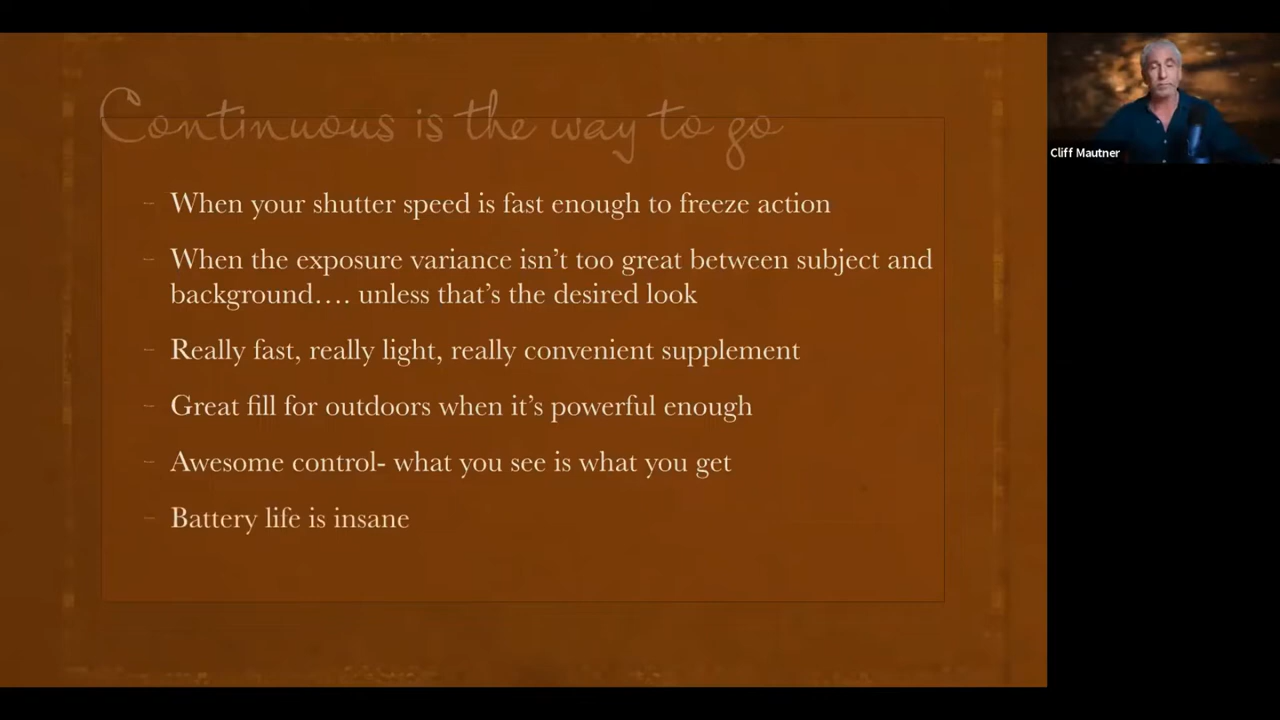 Continuous is the way to go
- When your shutter speed is fast enough to freeze action
- When the exposure variance isn’t too great between subject and
background…. unless that’s the desired look
- Really fast, really light, really convenient supplement
- Great fill for outdoors when it’s powerful enough
- Awesome control- what you see is what you get
- Battery life is insane
Cliff Mautner